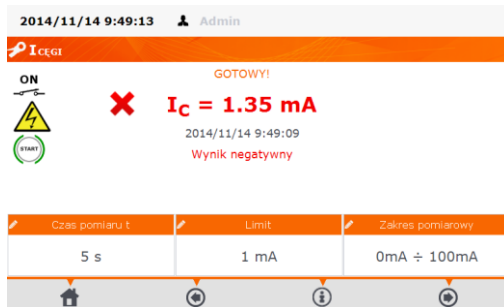 2014/11/14 9:49:13 Admin
I CĘGI
ON
GOTOWY!
IC = 1.35 mA
START
2014/11/14 9:49:09
Wynik negatywny
Czas pomiaru t Limit Zakres pomiarowy
5 s 1 mA 0mA ÷ 100mA